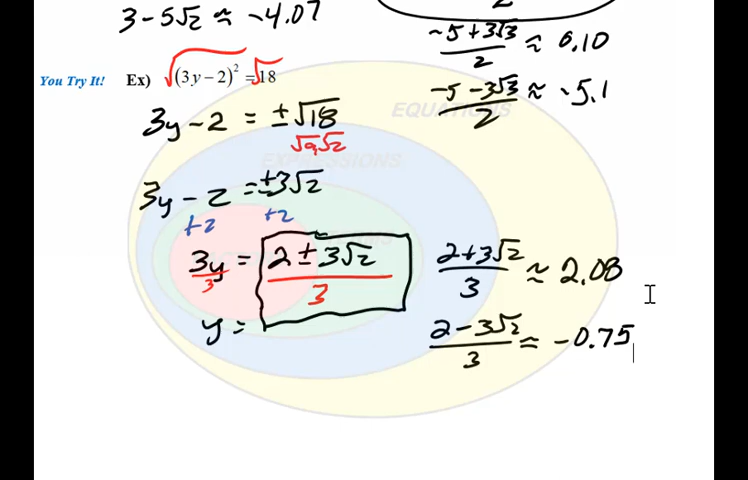 3 - 5√2 ≈ -4.07
2
(-5 + 3√3)/2 ≈ 0.10
(-5 - 3√3)/2 ≈ -5.1
You Try It! Ex) √(3y – 2)² = √18
3y - 2 = ±√18
√9 √2
3y - 2 = ±3√2
+2 +2
3y/3 = (2 ± 3√2)/3
y =
(2 + 3√2)/3 ≈ 2.08
(2 - 3√2)/3 ≈ -0.75
EQUATIONS
EXPRESSIONS